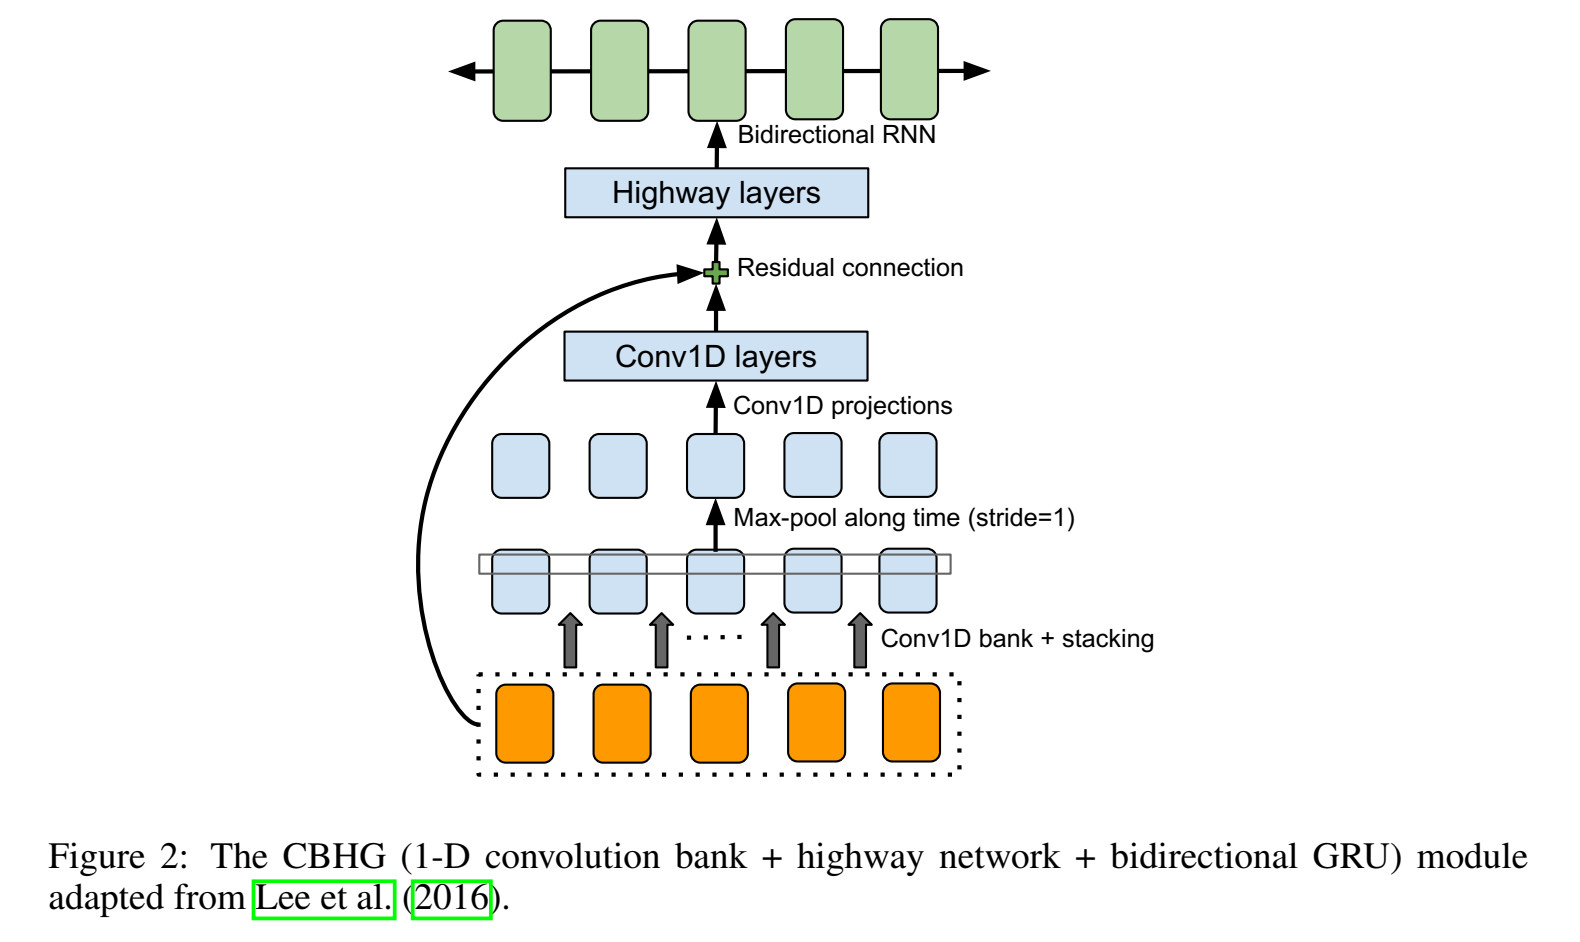 Bidirectional RNN
Highway layers
Residual connection
Conv1D layers
Conv1D projections
Max-pool along time (stride=1)
Conv1D bank + stacking
Figure 2: The CBHG (1-D convolution bank + highway network + bidirectional GRU) module
adapted from Lee et al. (2016).